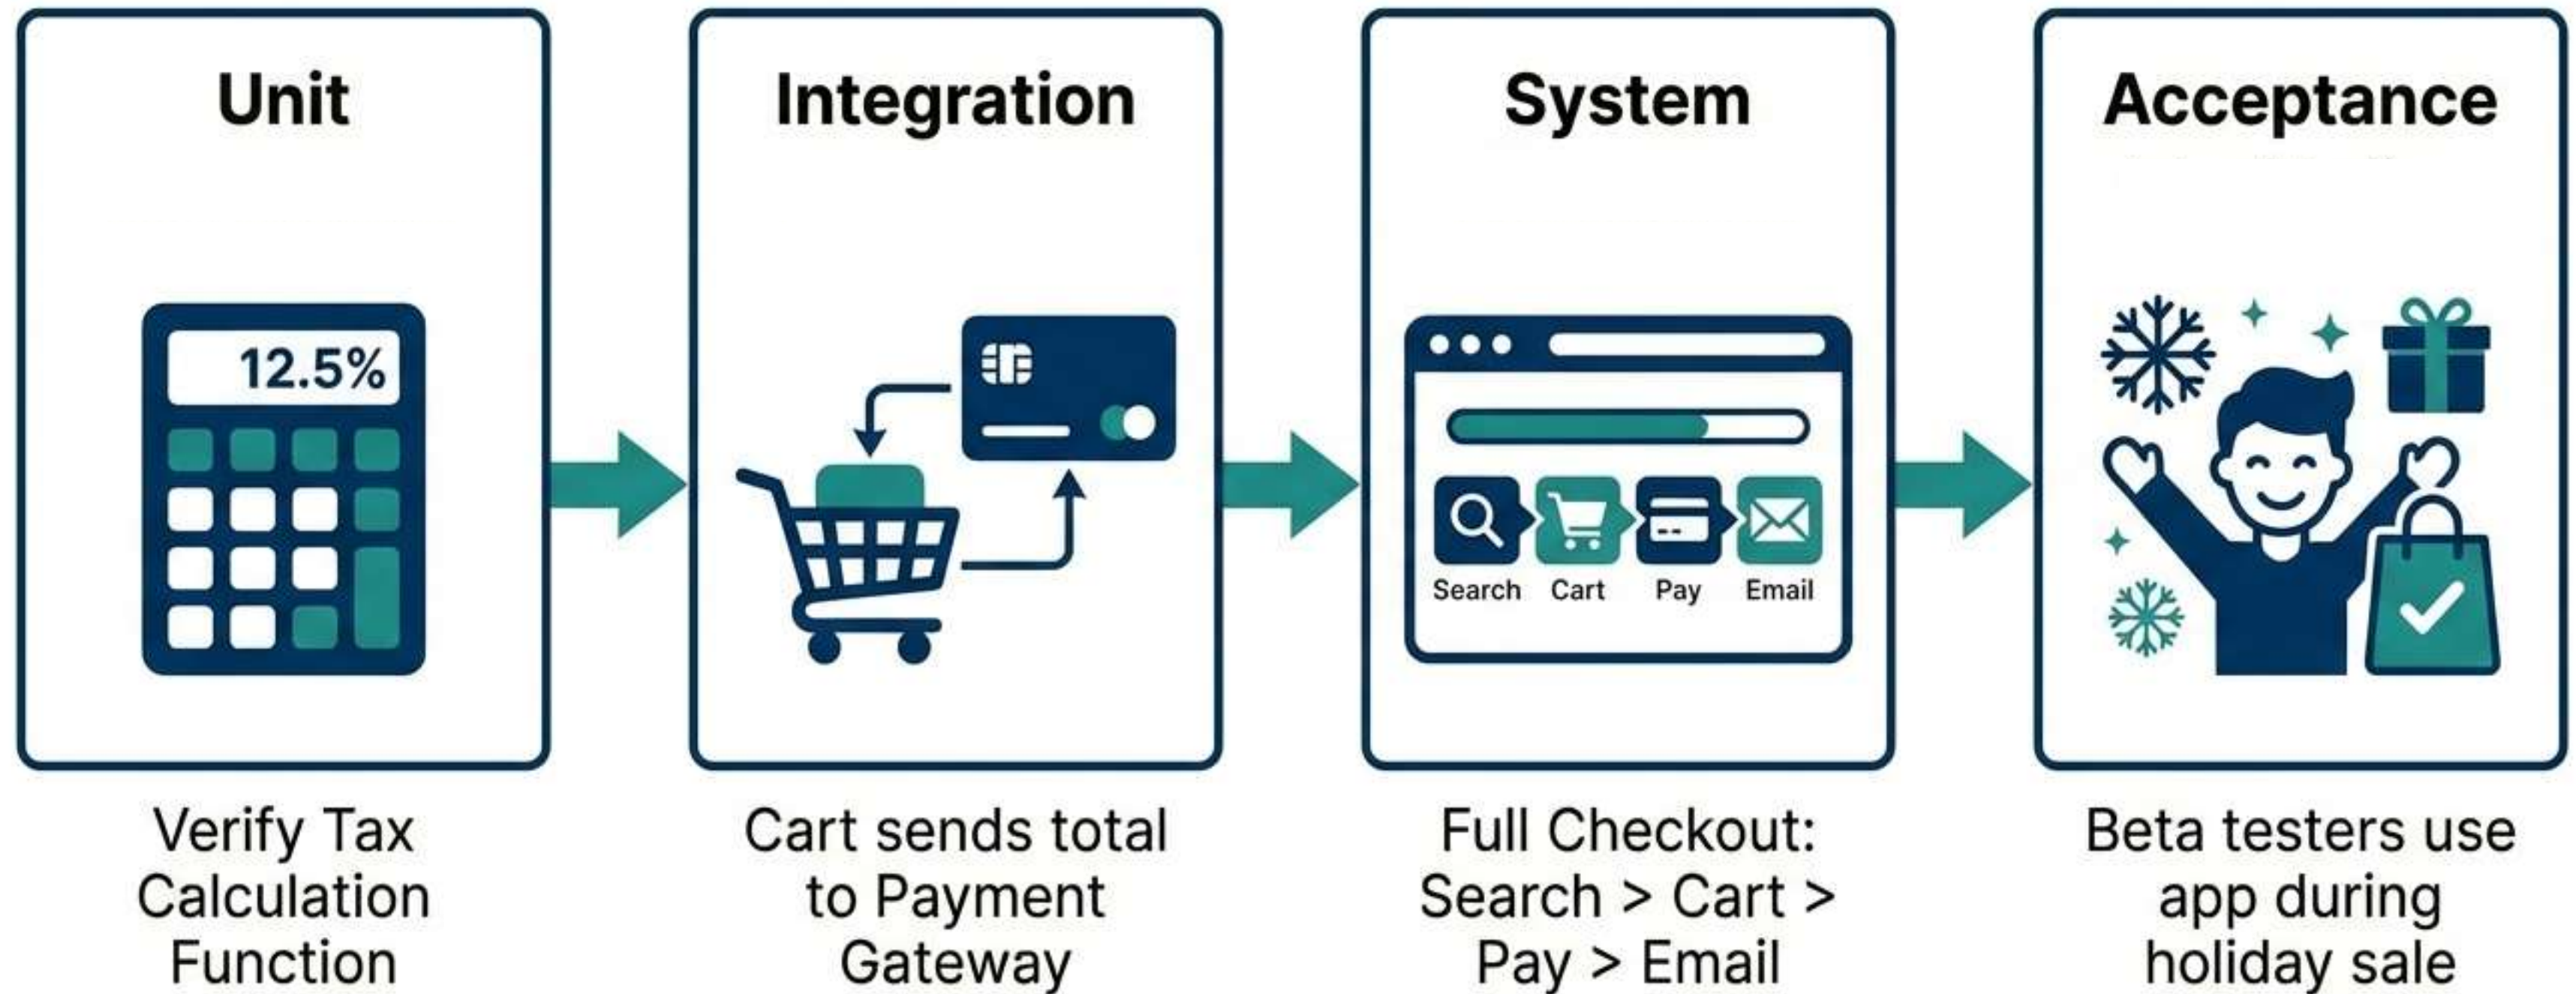 Unit
12.5%
Verify Tax
Calculation
Function
Integration
Cart sends total
to Payment
Gateway
System
Search
Cart
Pay
Email
Full Checkout:
Search > Cart >
Pay > Email
Acceptance
Beta testers use
app during
holiday sale